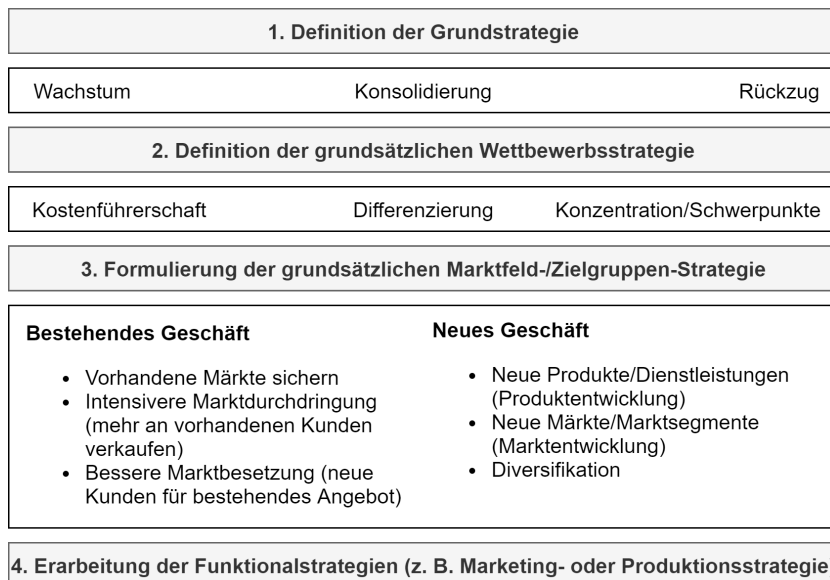 1. Definition der Grundstrategie
Wachstum Konsolidierung Rückzug
2. Definition der grundsätzlichen Wettbewerbsstrategie
Kostenführerschaft Differenzierung Konzentration/Schwerpunkte
3. Formulierung der grundsätzlichen Marktfeld-/Zielgruppen-Strategie
Bestehendes Geschäft
• Vorhandene Märkte sichern
• Intensivere Marktdurchdringung
(mehr an vorhandenen Kunden
verkaufen)
• Bessere Marktbesetzung (neue
Kunden für bestehendes Angebot)
Neues Geschäft
• Neue Produkte/Dienstleistungen
(Produktentwicklung)
• Neue Märkte/Marktsegmente
(Marktentwicklung)
• Diversifikation
4. Erarbeitung der Funktionalstrategien (z. B. Marketing- oder Produktionsstrategie